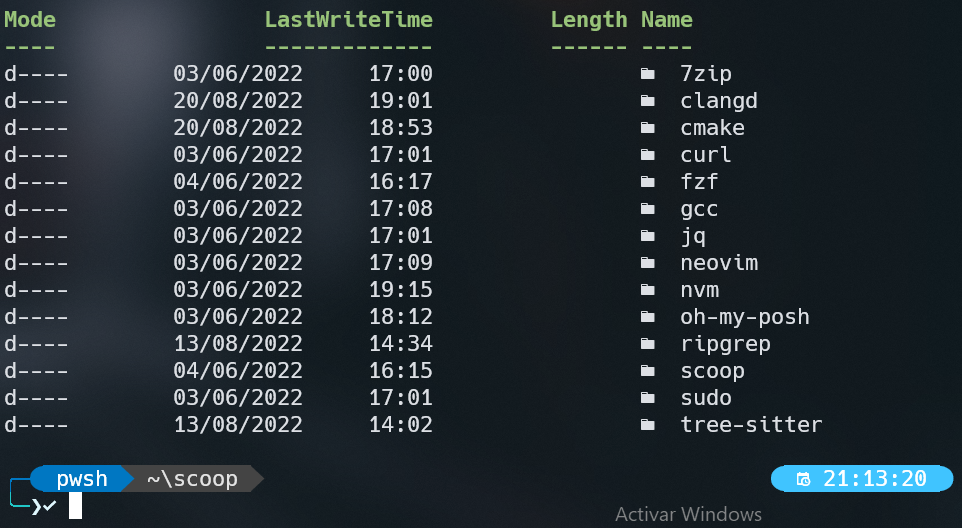 Mode LastWriteTime Length Name
---- ------------- ------ ----
d---- 03/06/2022 17:00 7zip
d---- 20/08/2022 19:01 clangd
d---- 20/08/2022 18:53 cmake
d---- 03/06/2022 17:01 curl
d---- 04/06/2022 16:17 fzf
d---- 03/06/2022 17:08 gcc
d---- 03/06/2022 17:01 jq
d---- 03/06/2022 17:09 neovim
d---- 03/06/2022 19:15 nvm
d---- 03/06/2022 18:12 oh-my-posh
d---- 13/08/2022 14:34 ripgrep
d---- 04/06/2022 16:15 scoop
d---- 03/06/2022 17:01 sudo
d---- 13/08/2022 14:02 tree-sitter
pwsh ~\scoop 21:13:20
Activar Windows